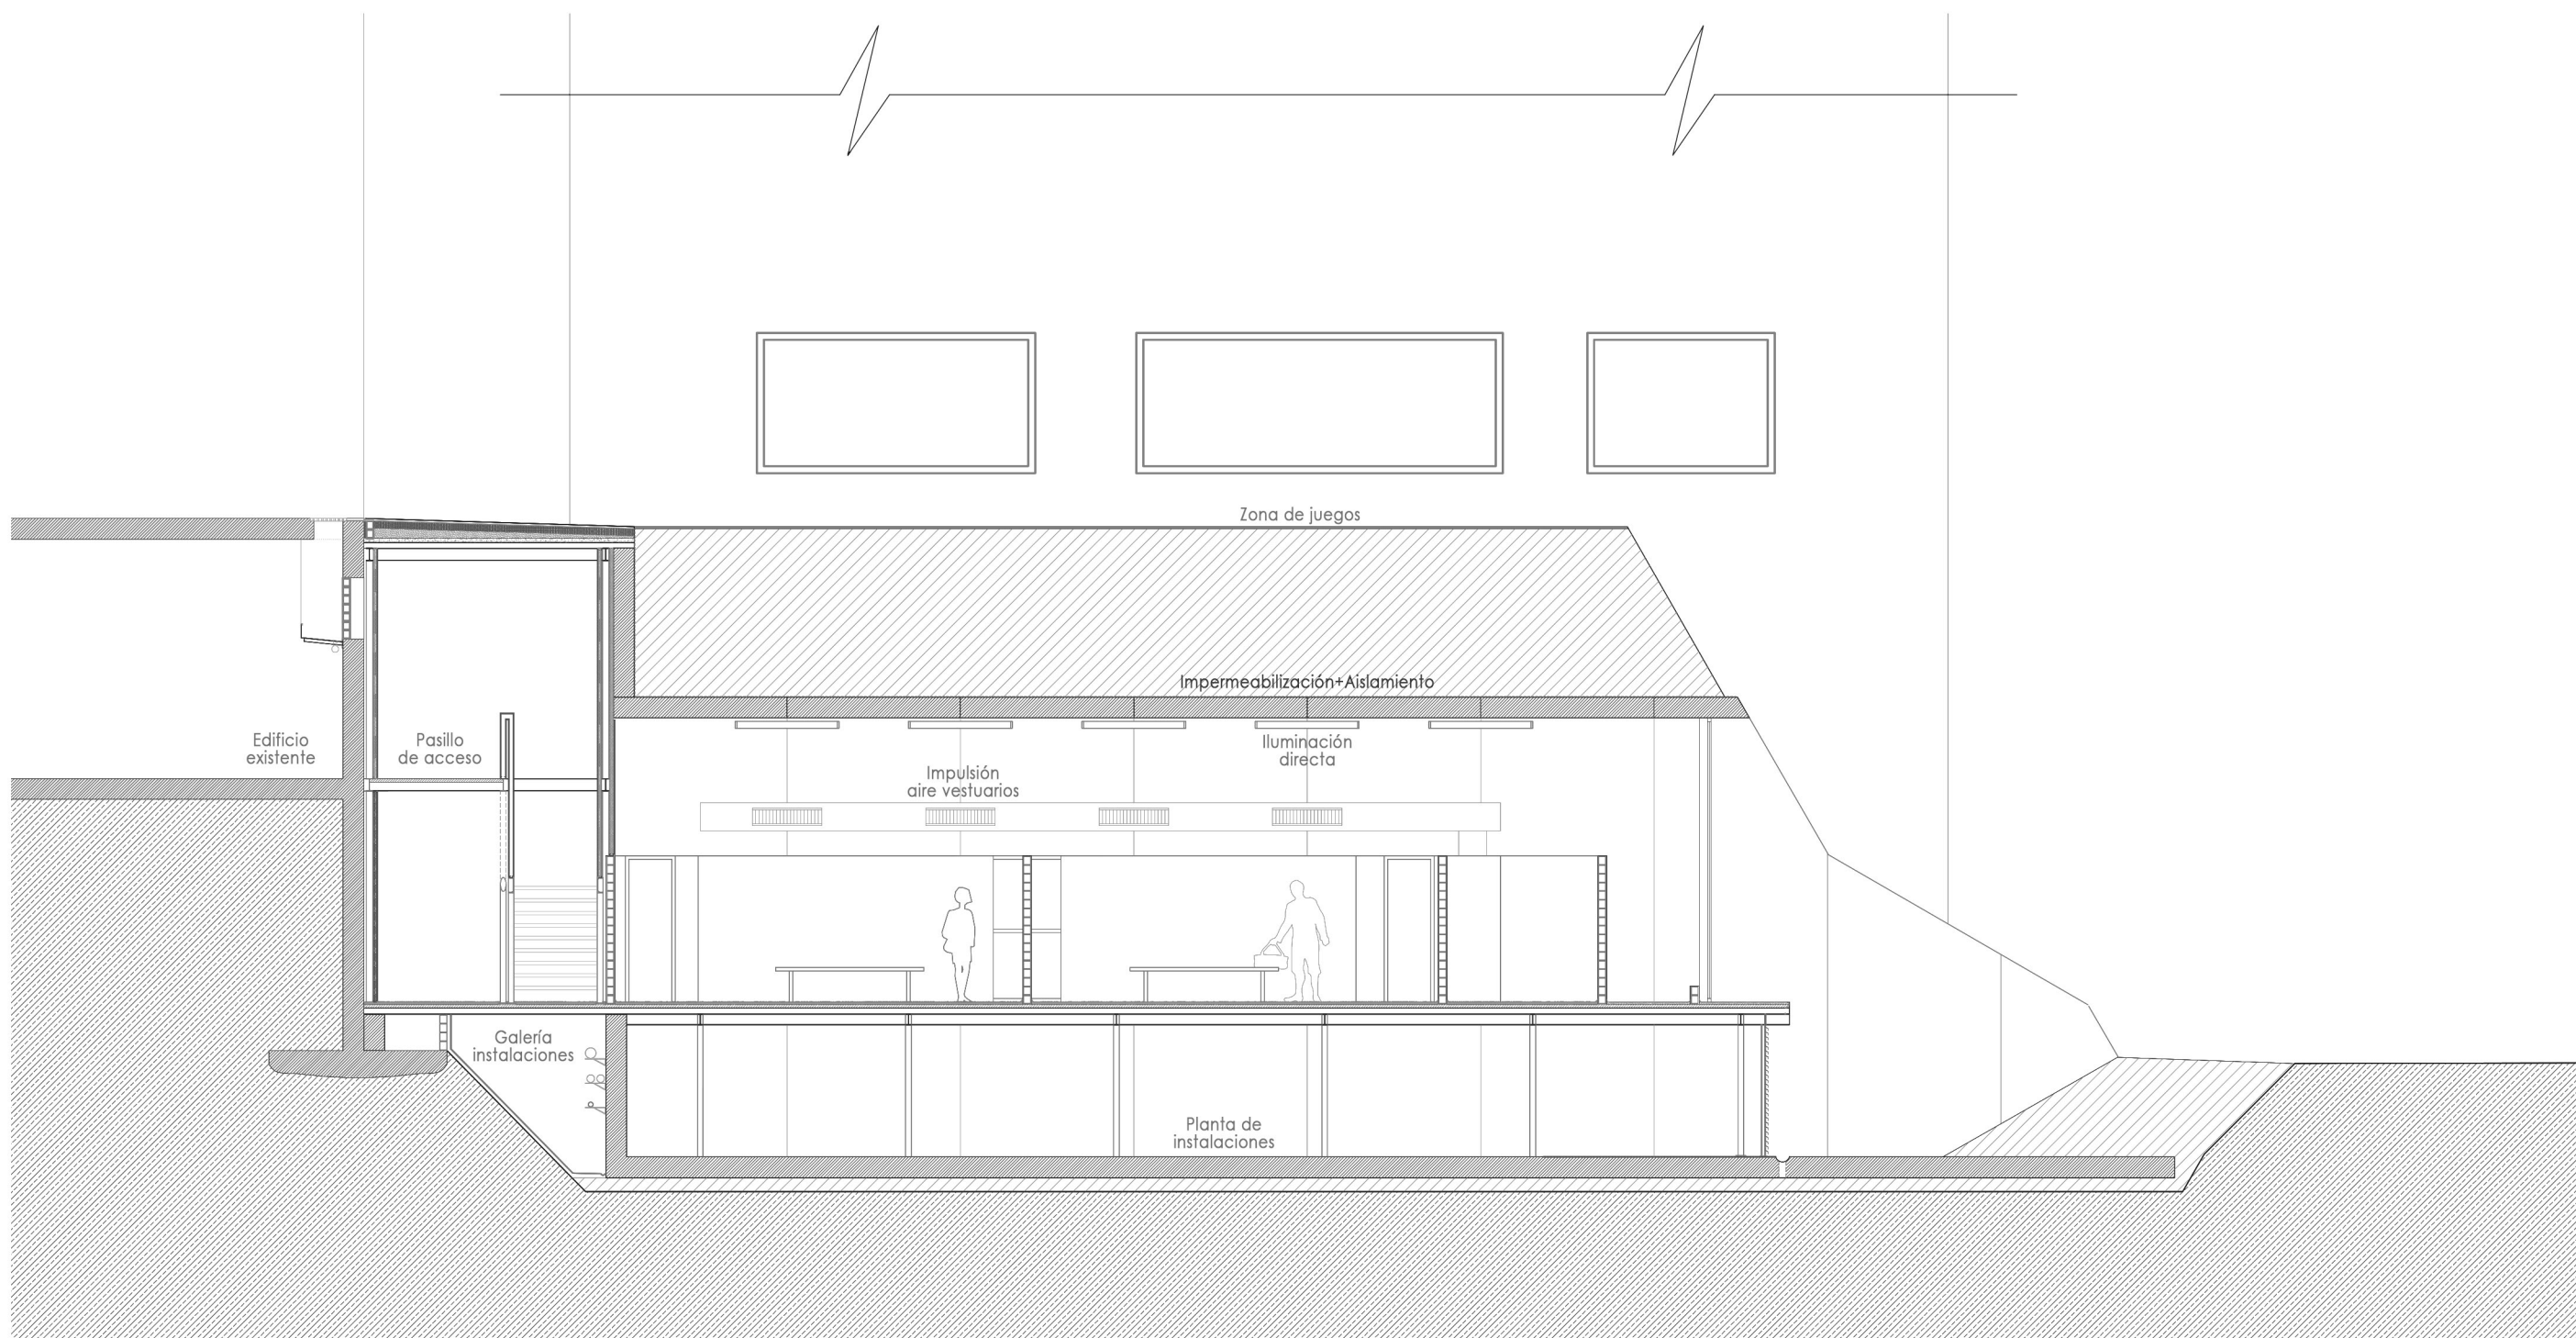 Zona de juegos
Impermeabilización+Aislamiento
Edificio
existente
Pasillo
de acceso
Iluminación
directa
Impulsión
aire vestuarios
Galería
instalaciones
Planta de
instalaciones